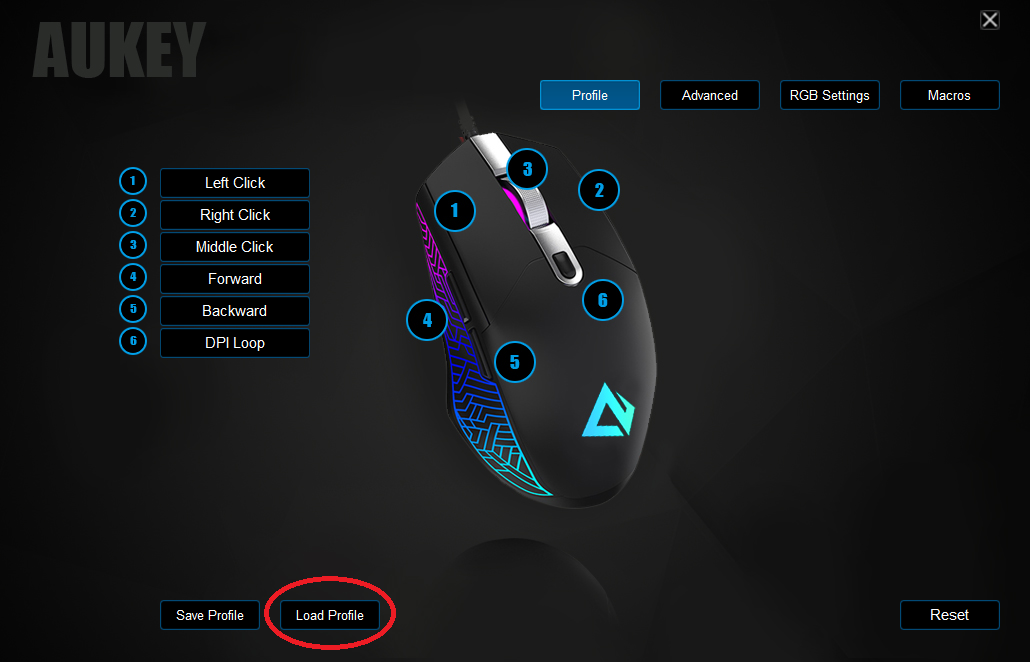 AUKEY
Profile
Advanced
RGB Settings
Macros
1 Left Click
2 Right Click
3 Middle Click
4 Forward
5 Backward
6 DPI Loop
3
2
1
6
4
5
Save Profile
Load Profile
Reset